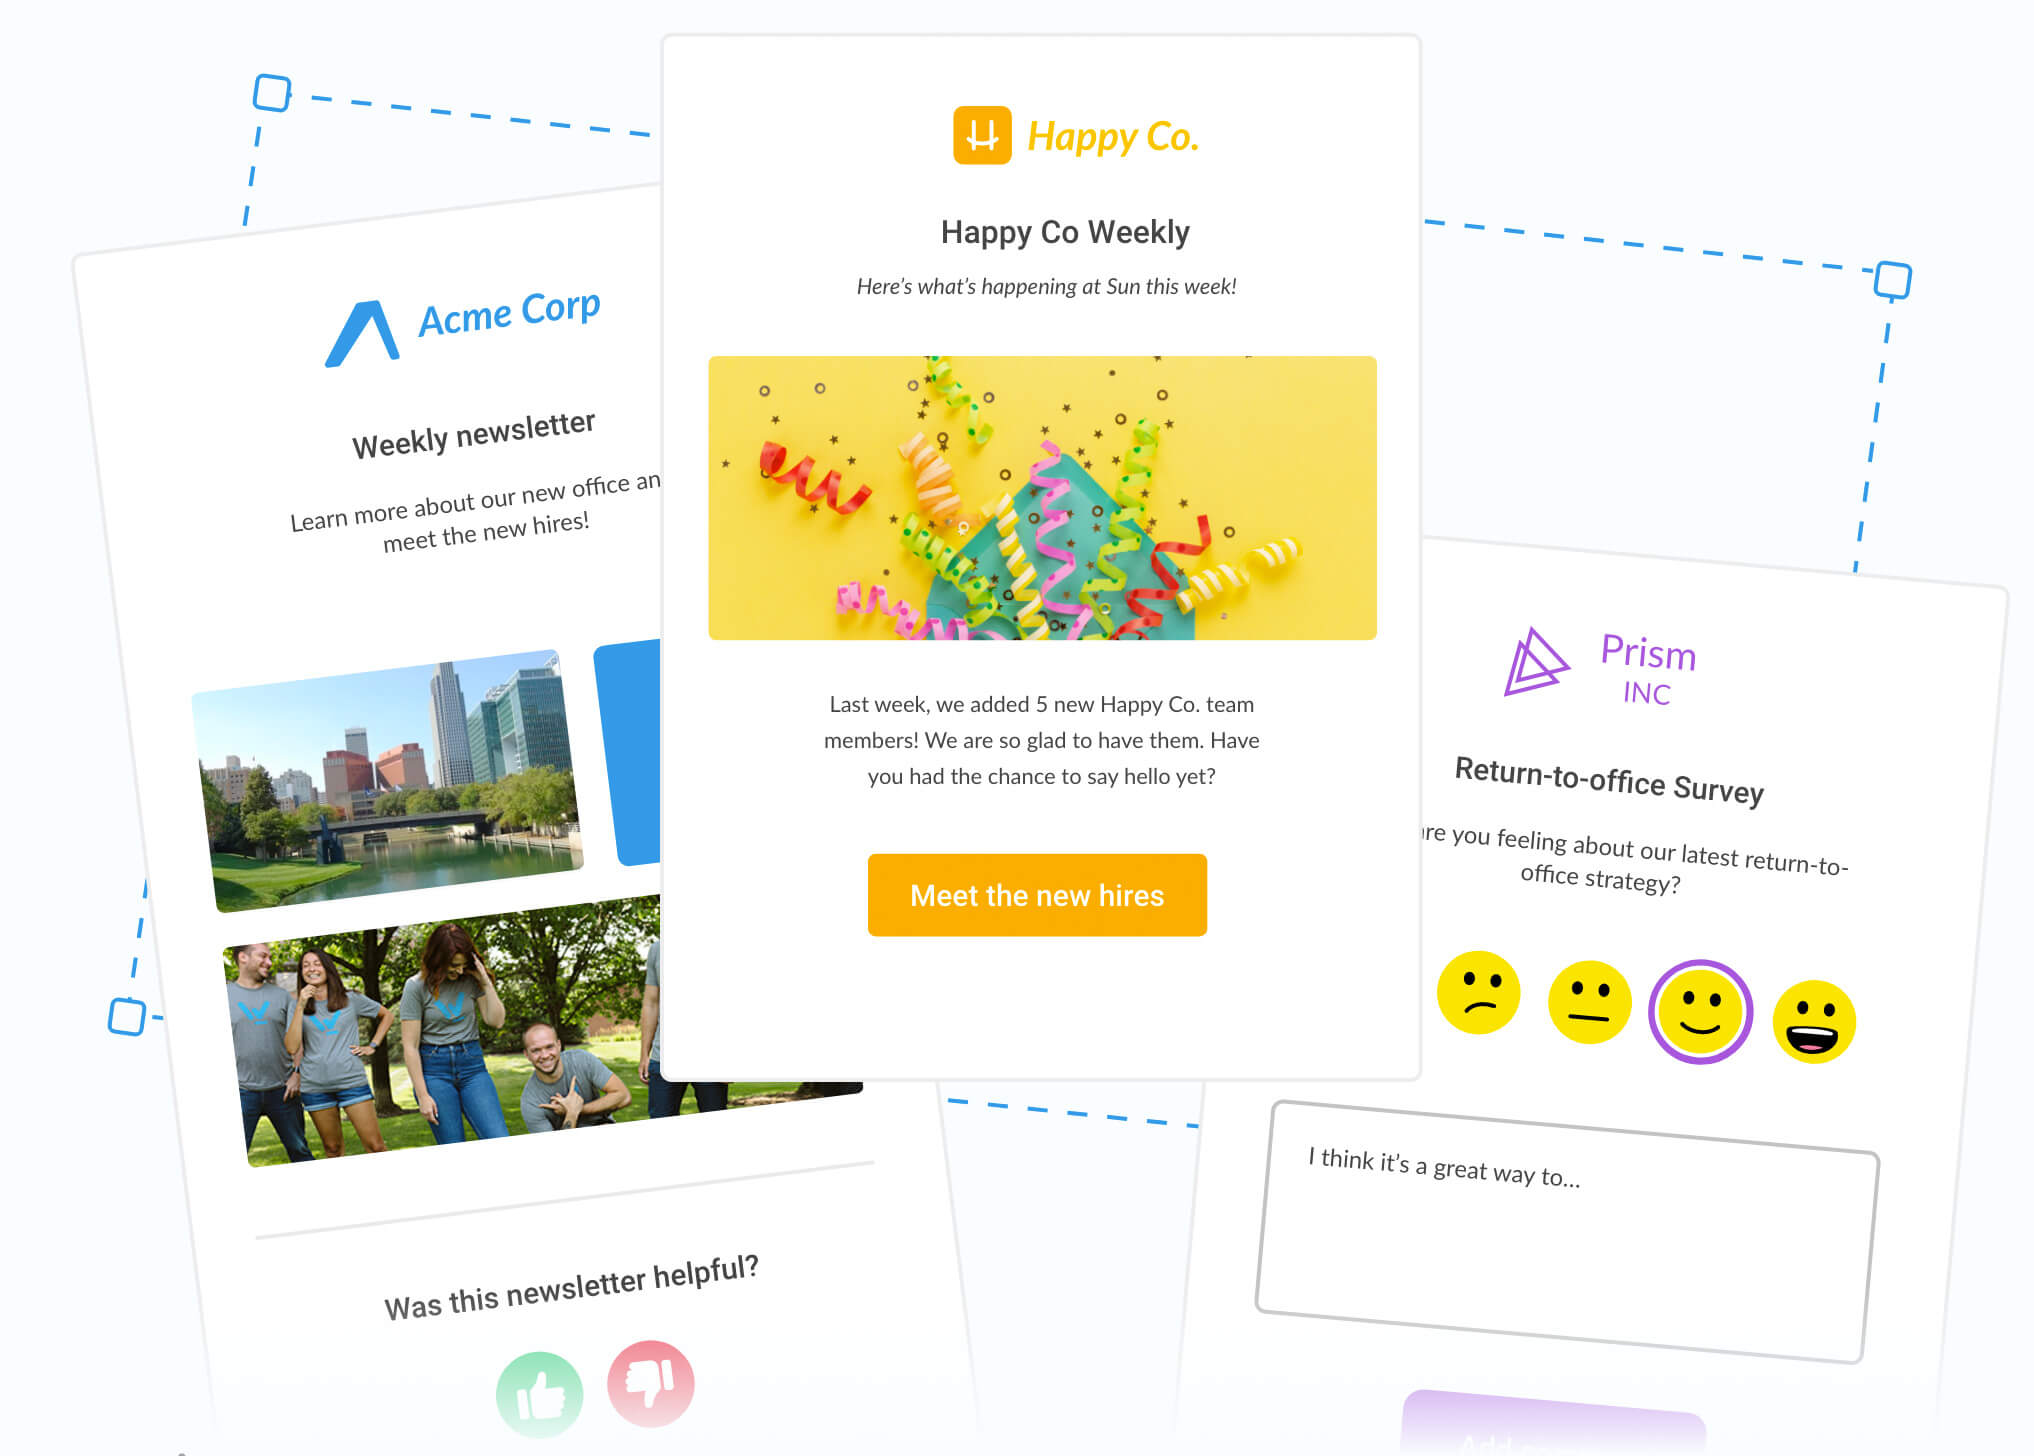 Happy Co.
Happy Co Weekly
Here's what's happening at Sun this week!
Last week, we added 5 new Happy Co. team
members! We are so glad to have them. Have
you had the chance to say hello yet?
Meet the new hires
Acme Corp
Weekly newsletter
Learn more about our new office
meet the new hires!
Was this newsletter helpful?
Prism
INC
Return-to-office Survey
you feeling about our latest return-to-
office strategy?
I think it's a great way to...